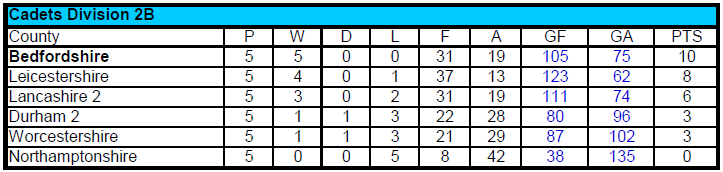 Cadets Division 2B
County P W D L F A GF GA PTS
Bedfordshire 5 5 0 0 31 19 105 75 10
Leicestershire 5 4 0 1 37 13 123 62 8
Lancashire 2 5 3 0 2 31 19 111 74 6
Durham 2 5 1 1 3 22 28 80 96 3
Worcestershire 5 1 1 3 21 29 87 102 3
Northamptonshire 5 0 0 5 8 42 38 135 0